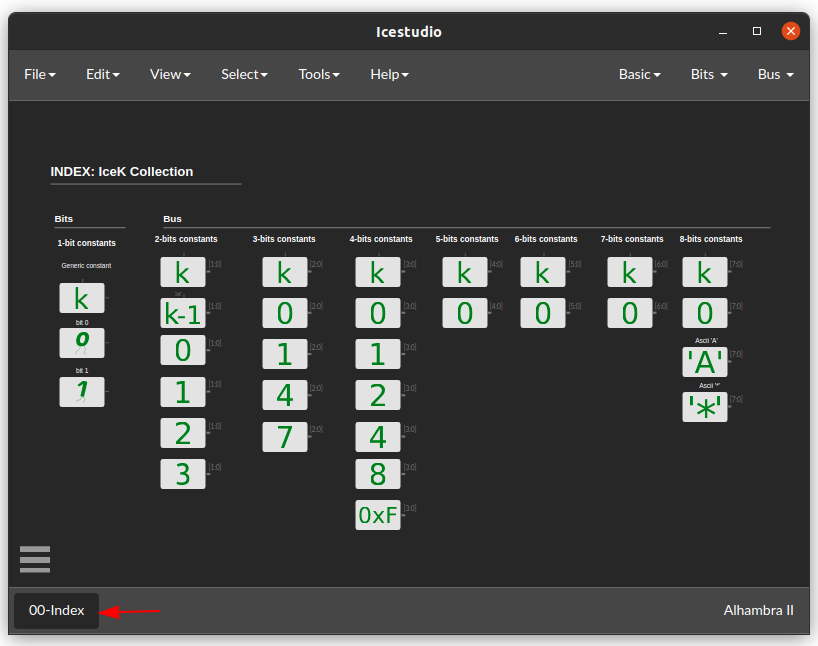 Icestudio
File Edit View Select Tools Help Basic Bits Bus
INDEX: IceK Collection
Bits Bus
1-bit constants 2-bits constants 3-bits constants 4-bits constants 5-bits constants 6-bits constants 7-bits constants 8-bits constants
Generic constant
k k [1:0] k [2:0] k [3:0] k [4:0] k [5:0] k [6:0] k [7:0]
bit 0
0 k-1 [1:0] 0 [2:0] 0 [3:0] 0 [4:0] 0 [5:0] 0 [6:0] 0 [7:0]
Ascii 'A'
0 [1:0] 1 [2:0] 1 [3:0] 'A' [7:0]
bit 1
Ascii '*'
1 1 [1:0] 4 [2:0] 2 [3:0] '*' [7:0]
2 [1:0] 7 [2:0] 4 [3:0]
3 [1:0] 8 [3:0]
0xF [3:0]
00-Index Alhambra II